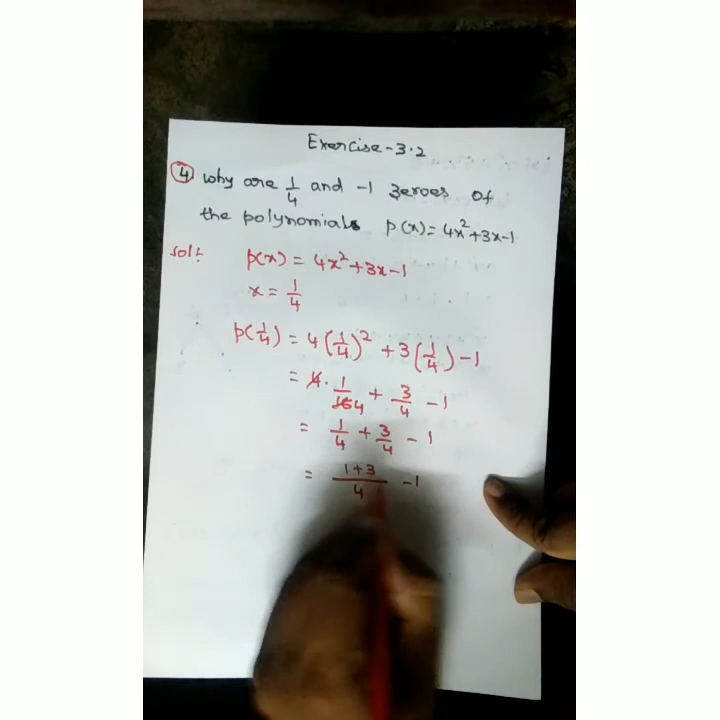 Exercise-3.2
④ why are 1/4 and -1 zeroes of
the polynomials p(x)=4x²+3x-1
sol:- p(x) = 4x²+3x-1
x = 1/4
p(1/4) = 4(1/4)² + 3(1/4) - 1
= 4. 1/16 4 + 3/4 - 1
= 1/4 + 3/4 - 1
= 1+3/4 - 1